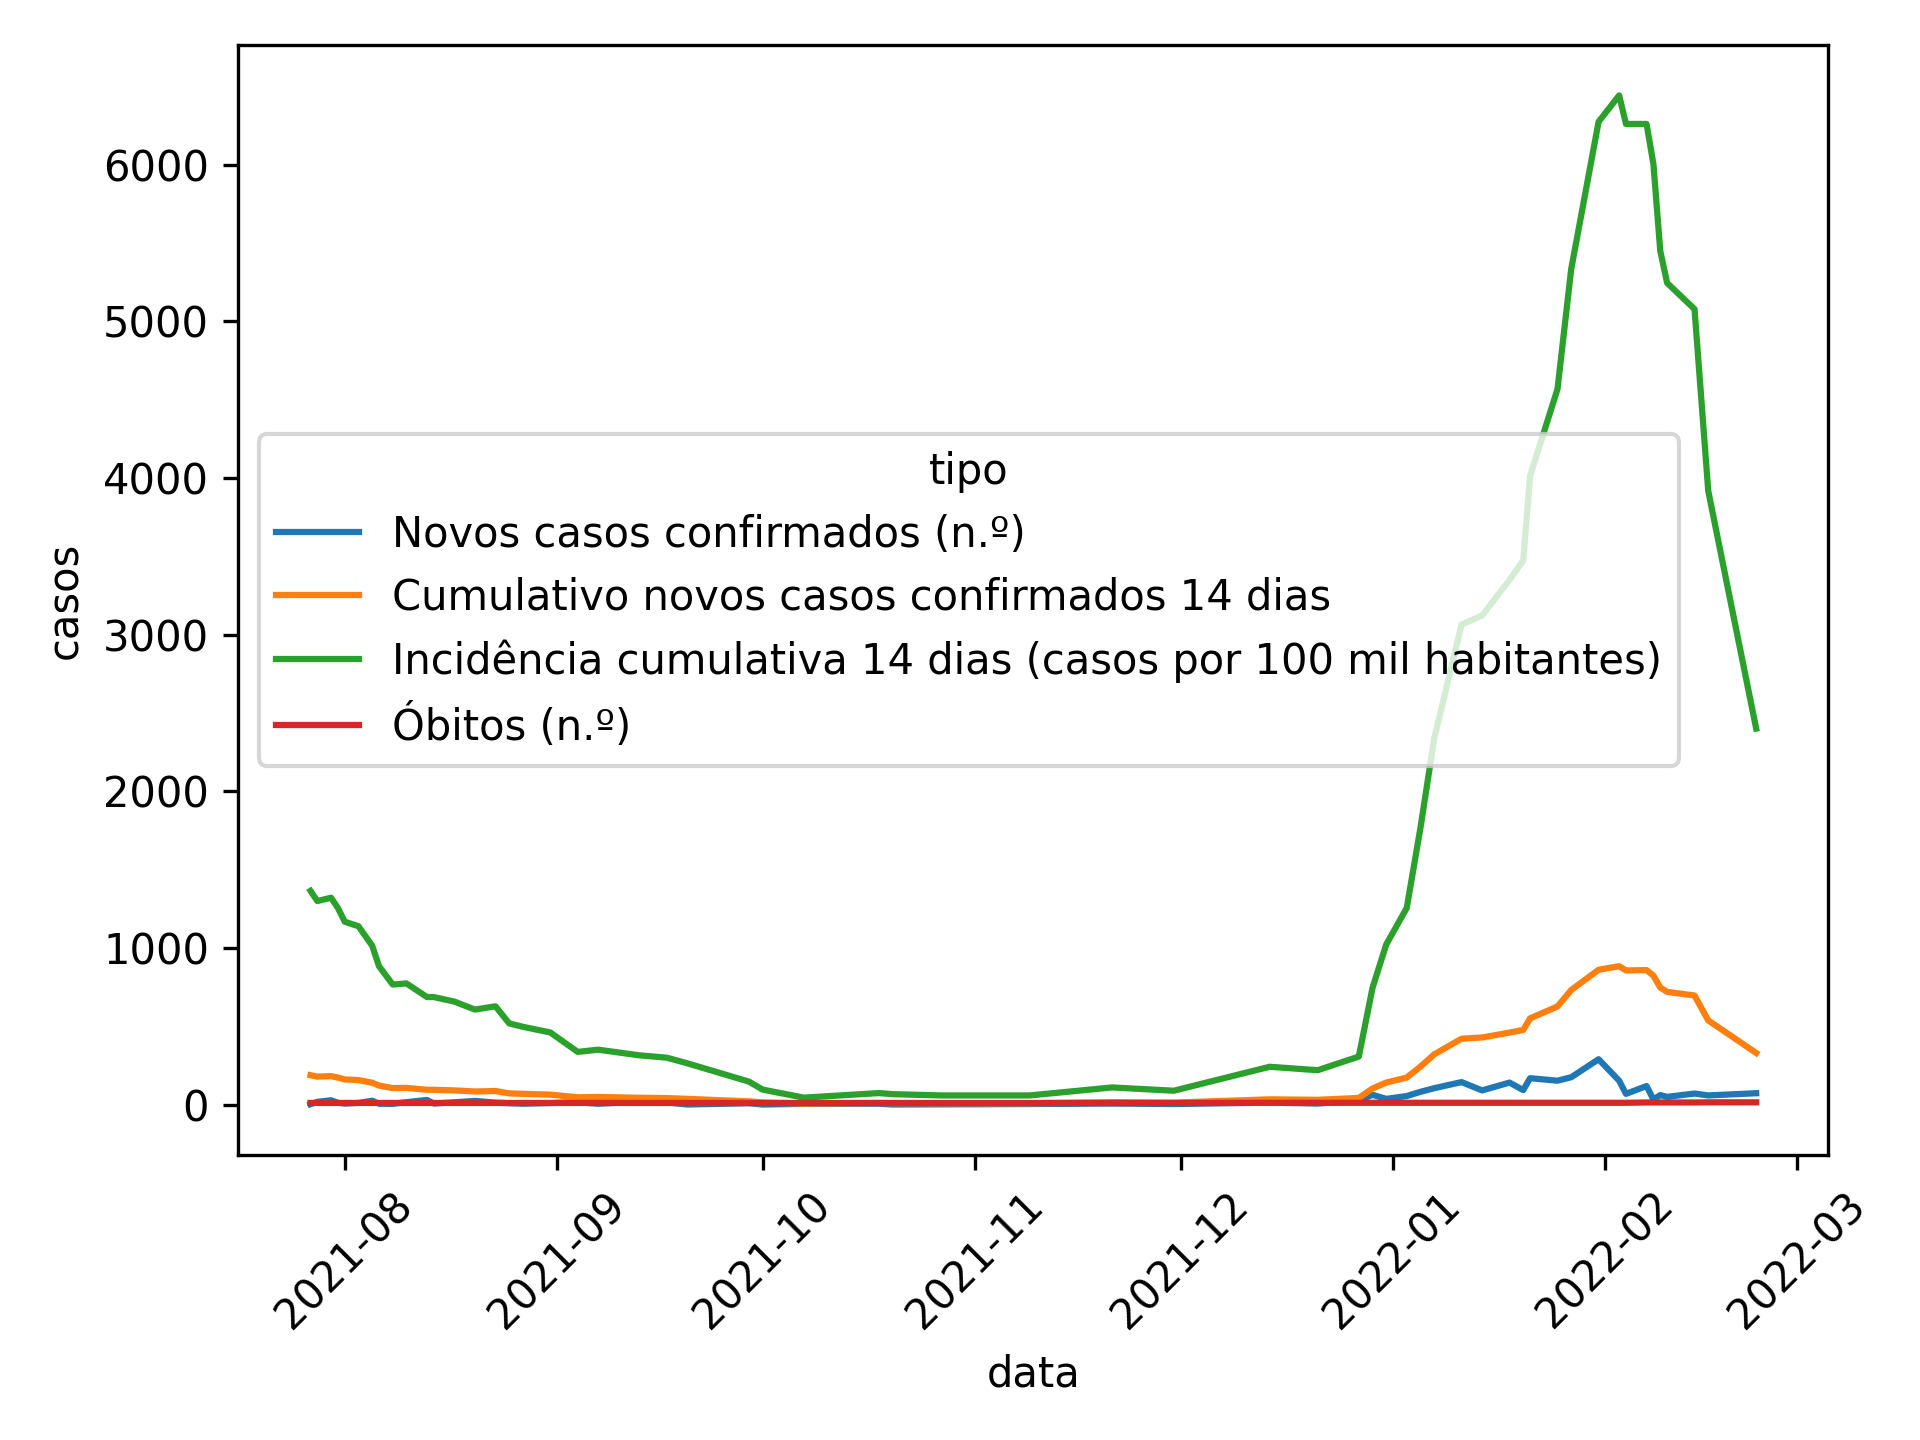 6000
5000
4000
3000
2000
1000
0
casos
tipo
Novos casos confirmados (n.º)
Cumulativo novos casos confirmados 14 dias
Incidência cumulativa 14 dias (casos por 100 mil habitantes)
Óbitos (n.º)
2021-08
2021-09
2021-10
2021-11
2021-12
2022-01
2022-02
2022-03
data